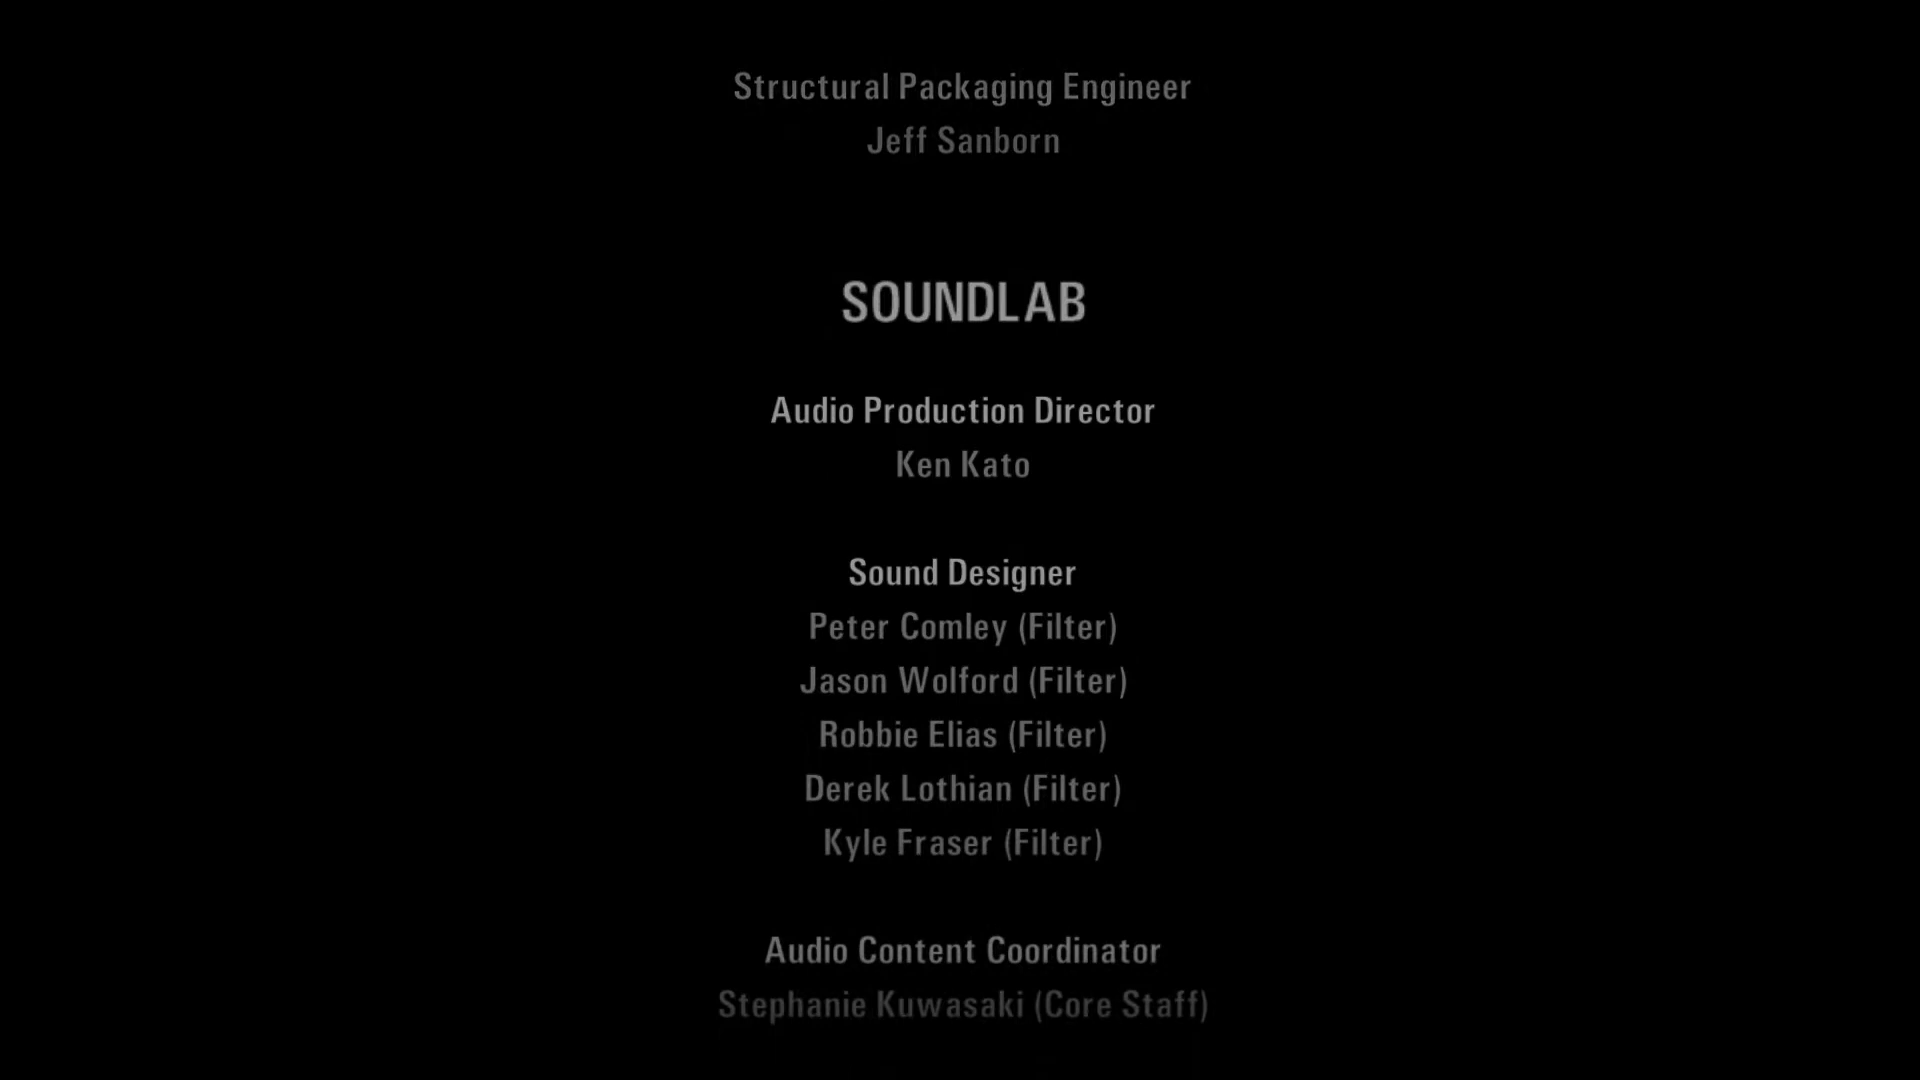 Structural Packaging Engineer
Jeff Sanborn
SOUNDLAB
Audio Production Director
Ken Kato
Sound Designer
Peter Comley (Filter)
Jason Wolford (Filter)
Robbie Elias (Filter)
Derek Lothian (Filter)
Kyle Fraser (Filter)
Audio Content Coordinator
Stephanie Kuwasaki (Core Staff)